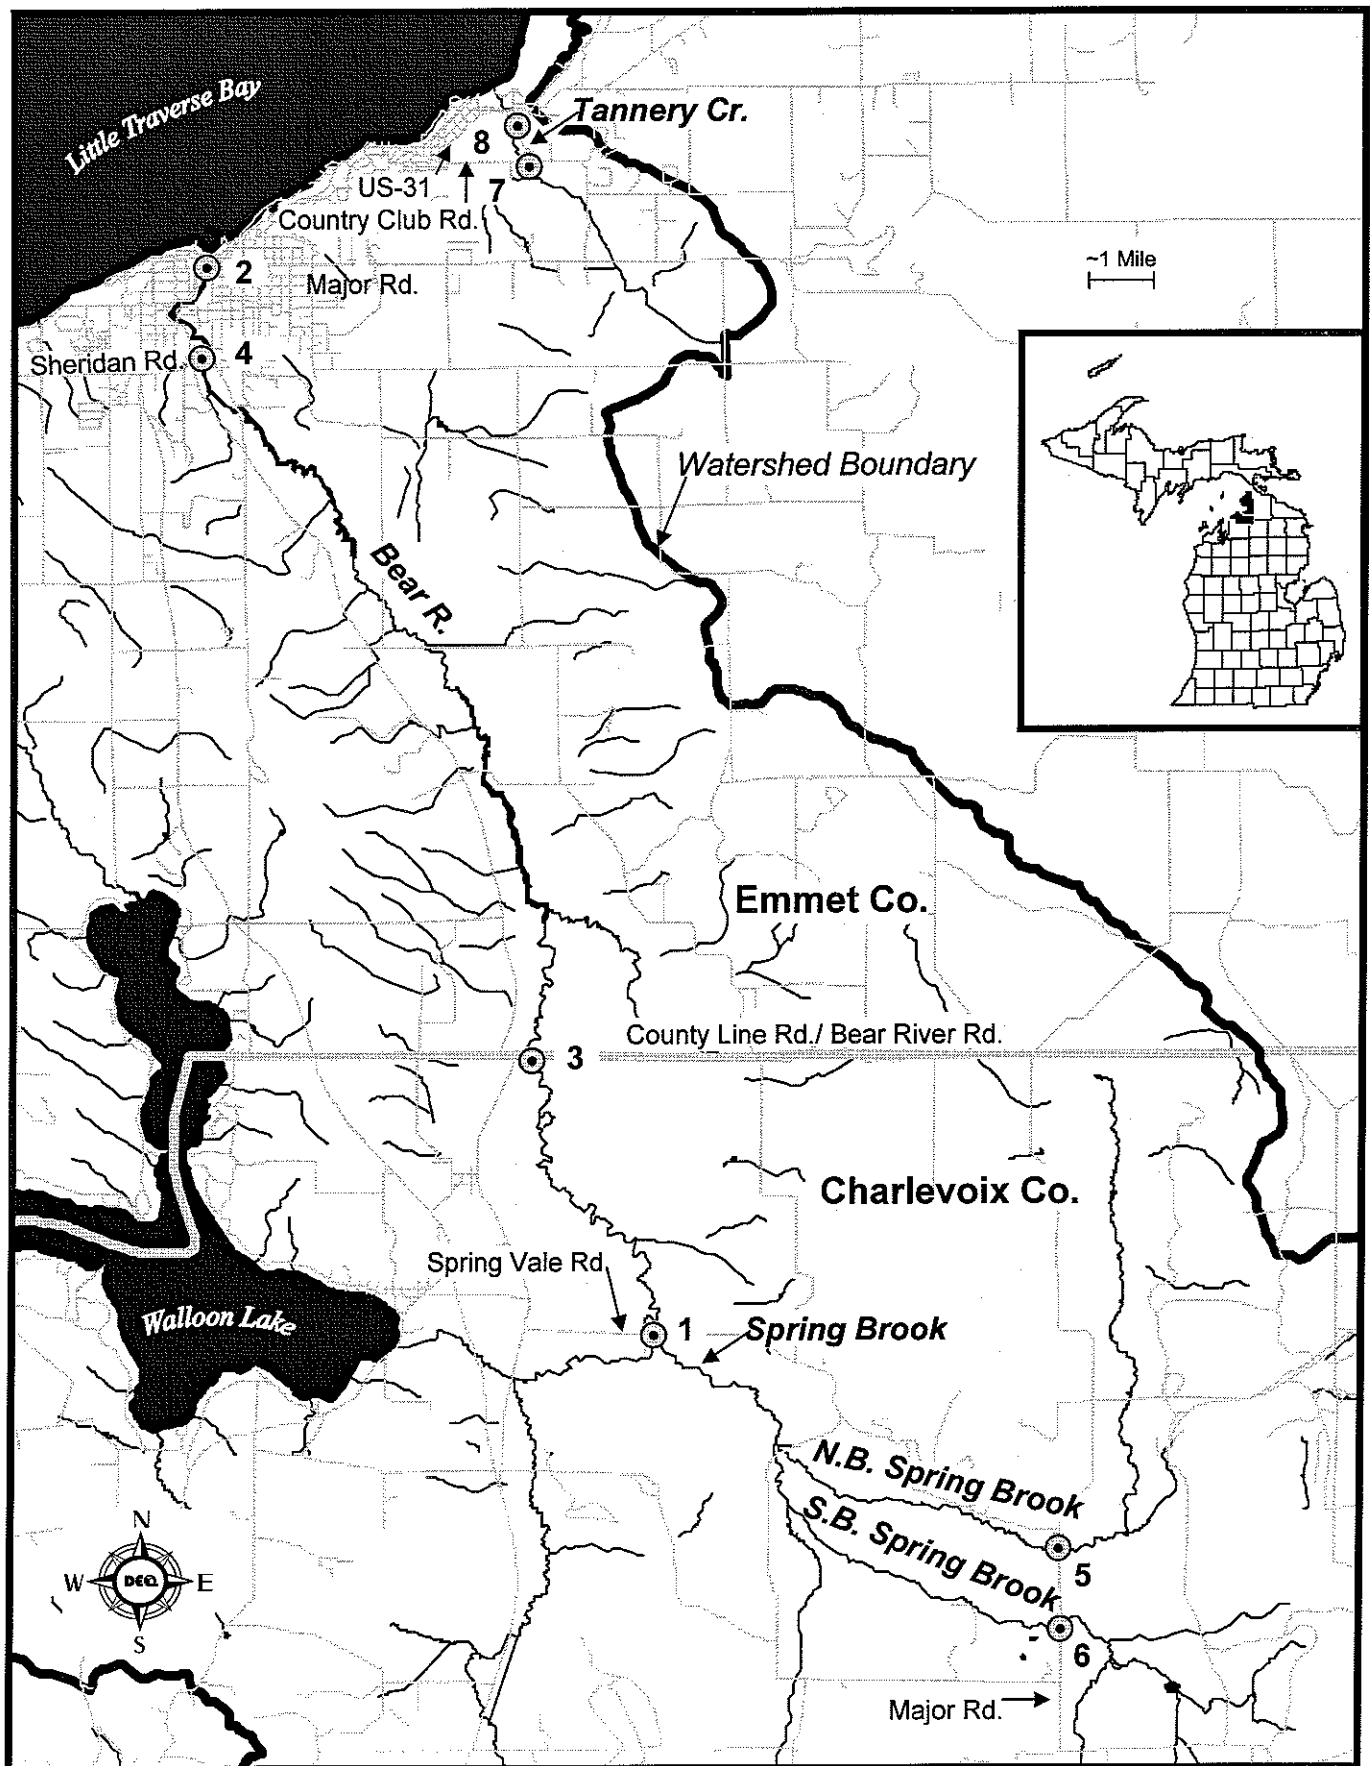 Little Traverse Bay
Tannery Cr.
8
US-31
7
Country Club Rd.
2
Major Rd.
~1 Mile
Sheridan Rd.
4
Watershed Boundary
Bear R.
Emmet Co.
County Line Rd./ Bear River Rd.
3
Charlevoix Co.
Spring Vale Rd.
Walloon Lake
1
Spring Brook
N.B. Spring Brook
S.B. Spring Brook
N
W
DEQ
E
S
5
6
Major Rd.